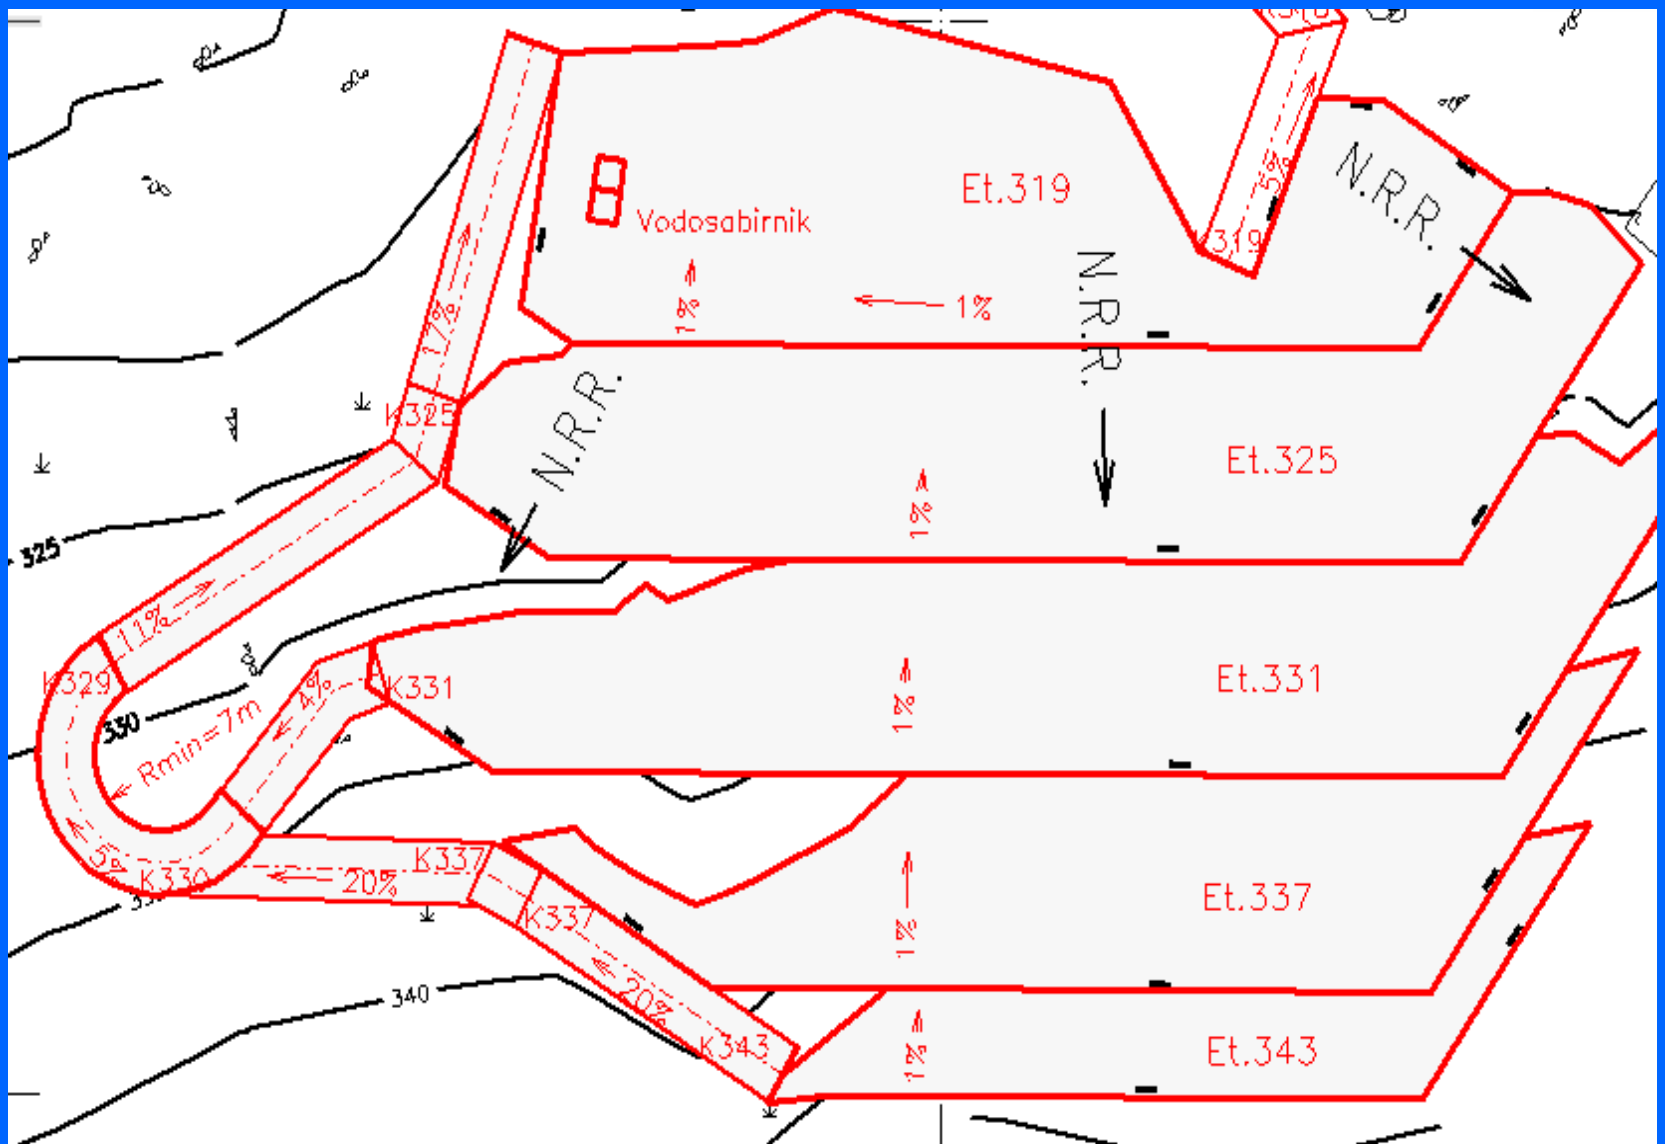 N.R.R.
5%
Et.319
Vodosabirnik
319
N.R.R.
1%
1%
17%
N.R.R.
K325
Et.325
1%
325
11%
K329
4%
K331
Et.331
1%
330
Rmin=7m
5%
K330
20%
K337
K337
Et.337
1%
20%
340
K343
Et.343
1%